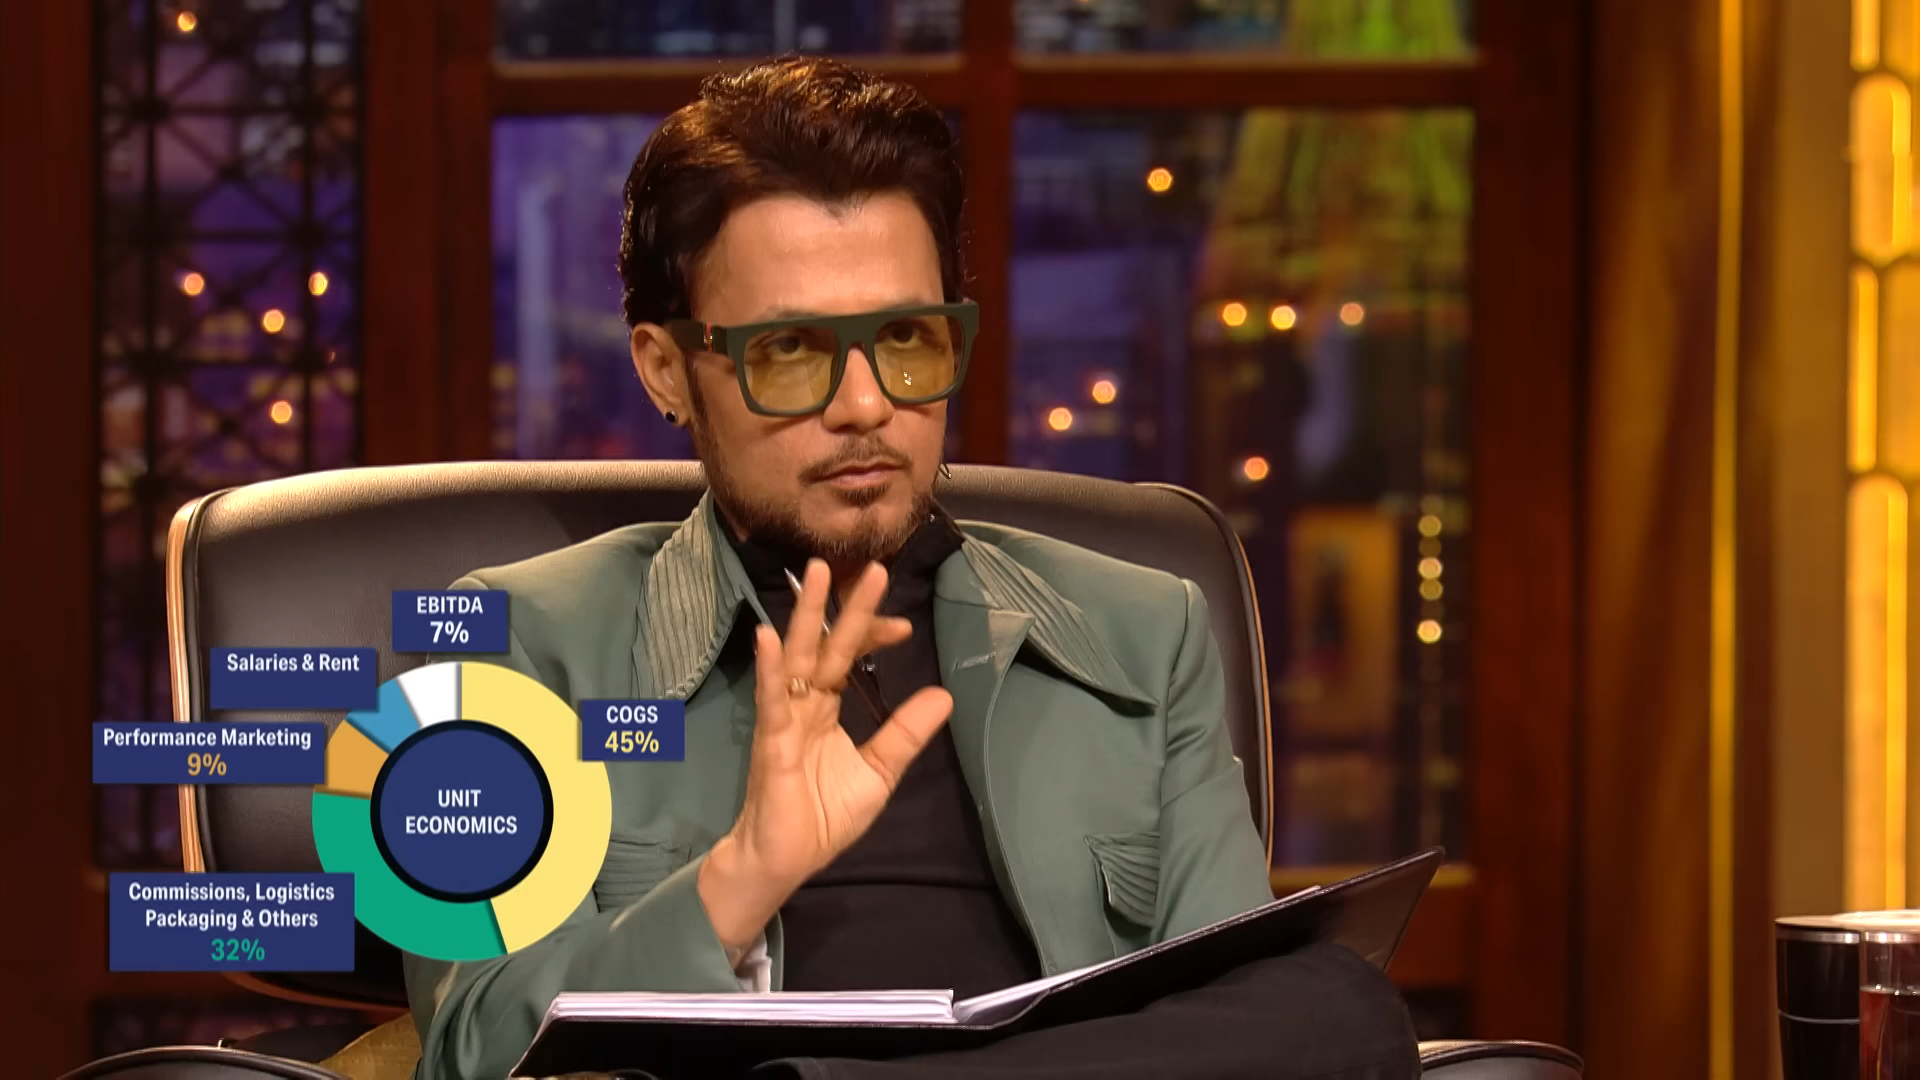 EBITDA
7%
Salaries & Rent
COGS
45%
Performance Marketing
9%
UNIT
ECONOMICS
Commissions, Logistics
Packaging & Others
32%